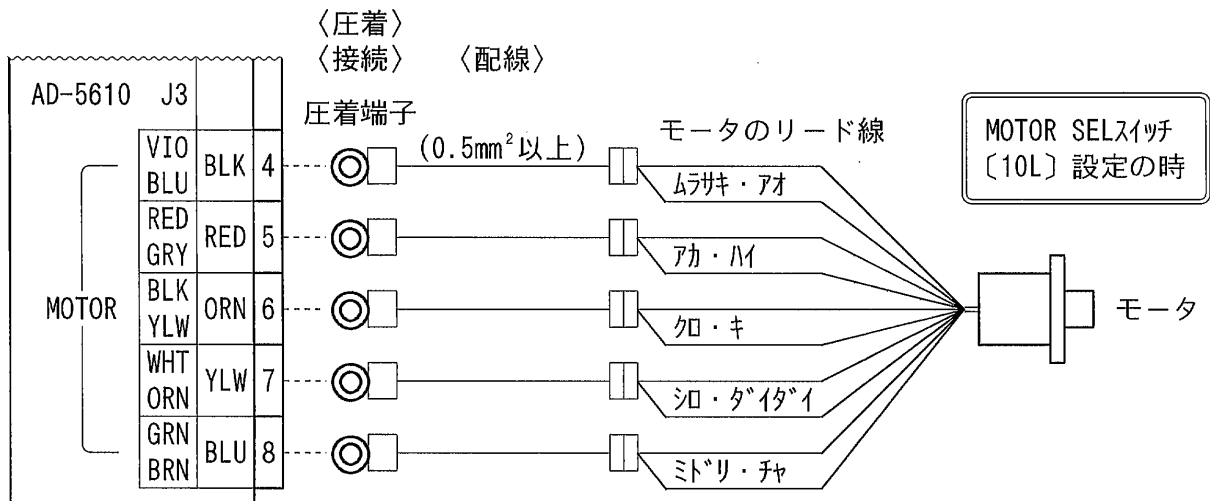 〈圧着〉
〈接続〉 〈配線〉
AD-5610 J3
圧着端子
(0.5mm²以上)
モータのリード線
MOTOR SELスイッチ
〔10L〕設定の時
VIO
BLU
BLK
4
ムラサキ・アオ
RED
GRY
RED
5
アカ・ハイ
MOTOR
BLK
YLW
ORN
6
クロ・キ
モータ
WHT
ORN
YLW
7
シロ・ダイダイ
GRN
BRN
BLU
8
ミドリ・チャ